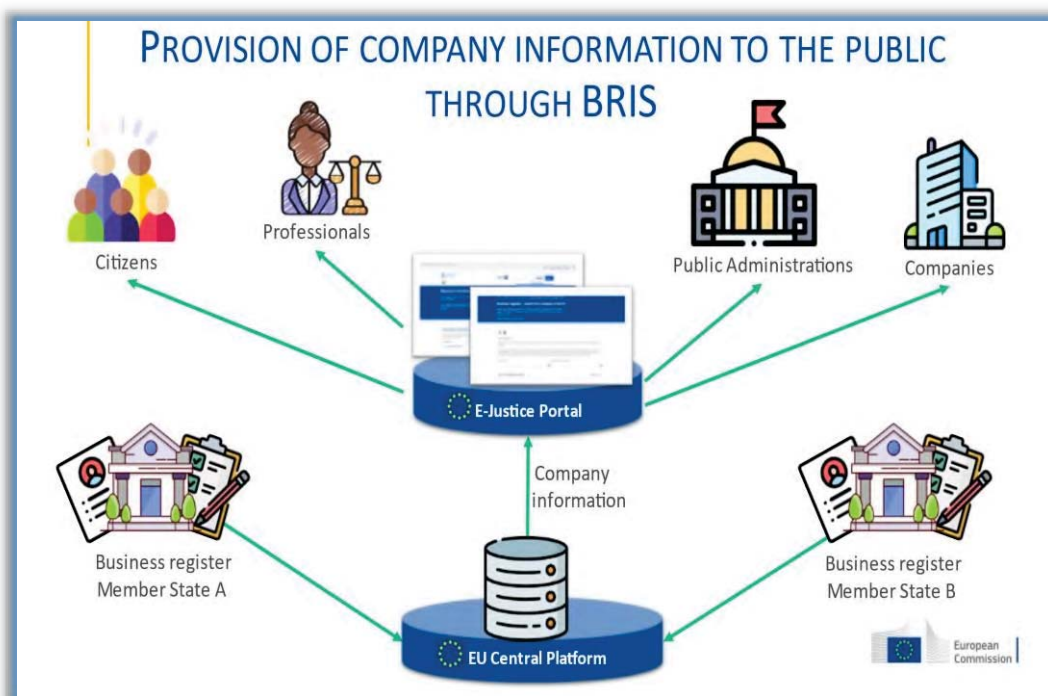 PROVISION OF COMPANY INFORMATION TO THE PUBLIC
THROUGH BRIS
Citizens
Professionals
Public Administrations
Companies
E-Justice Portal
Company
information
Business register
Member State A
Business register
Member State B
EU Central Platform
European
Commission